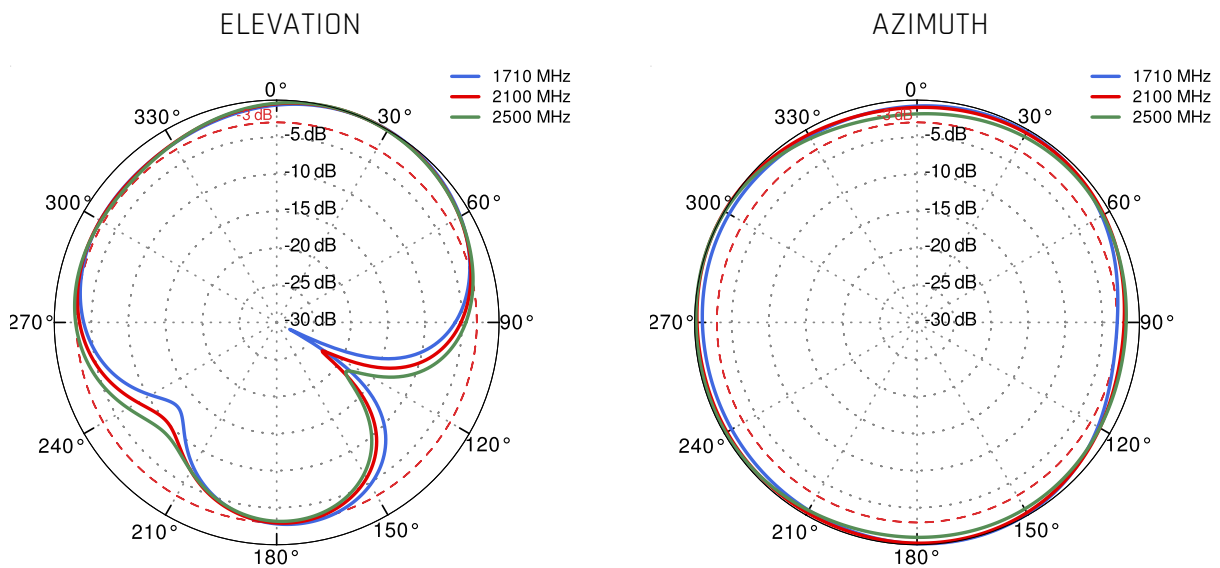 ELEVATION
1710 MHz
2100 MHz
2500 MHz
0°
30°
60°
90°
120°
150°
180°
210°
240°
270°
300°
330°
-3 dB
-5 dB
-10 dB
-15 dB
-20 dB
-25 dB
-30 dB
AZIMUTH
1710 MHz
2100 MHz
2500 MHz
0°
30°
60°
90°
120°
150°
180°
210°
240°
270°
300°
330°
-3 dB
-5 dB
-10 dB
-15 dB
-20 dB
-25 dB
-30 dB